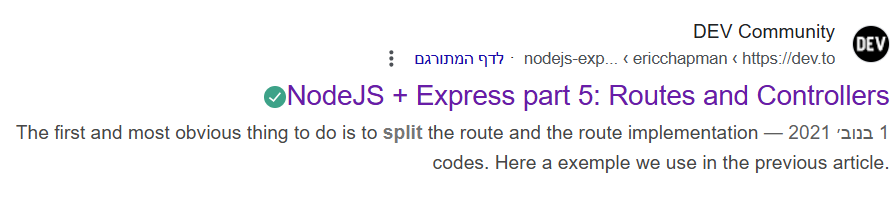 DEV Community
DEV
https://dev.to › ericchapman › nodejs-exp... · לדף המתורגם
NodeJS + Express part 5: Routes and Controllers
1 בנוב׳ 2021 — The first and most obvious thing to do is to split the route and the route implementation
codes. Here a exemple we use in the previous article.